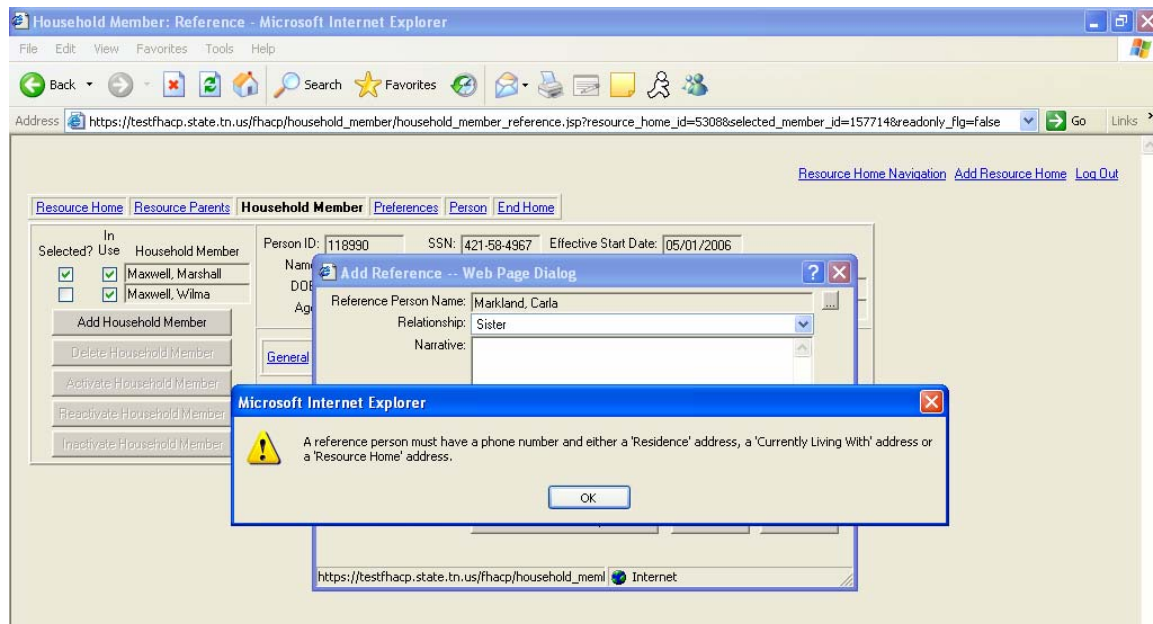 Household Member: Reference - Microsoft Internet Explorer
File Edit View Favorites Tools Help
Back Search Favorites
Address https://testfhacp.state.tn.us/fhacp/household_member/household_member_reference.jsp?resource_home_id=5308&selected_member_id=157714&readonly_flg=false Go Links
Resource Home Navigation Add Resource Home Log Out
Resource Home Resource Parents Household Member Preferences Person End Home
Selected? In Use Household Member
Maxwell, Marshall
Maxwell, Wilma
Add Household Member
Delete Household Member
Activate Household Member
Reactivate Household Member
Inactivate Household Member
Person ID: 118990 SSN: 421-58-4967 Effective Start Date: 05/01/2006
General
Add Reference -- Web Page Dialog
Reference Person Name: Markland, Carla ...
Relationship: Sister
Narrative:
Microsoft Internet Explorer
A reference person must have a phone number and either a 'Residence' address, a 'Currently Living With' address or
a 'Resource Home' address.
OK
https://testfhacp.state.tn.us/fhacp/household_meml Internet